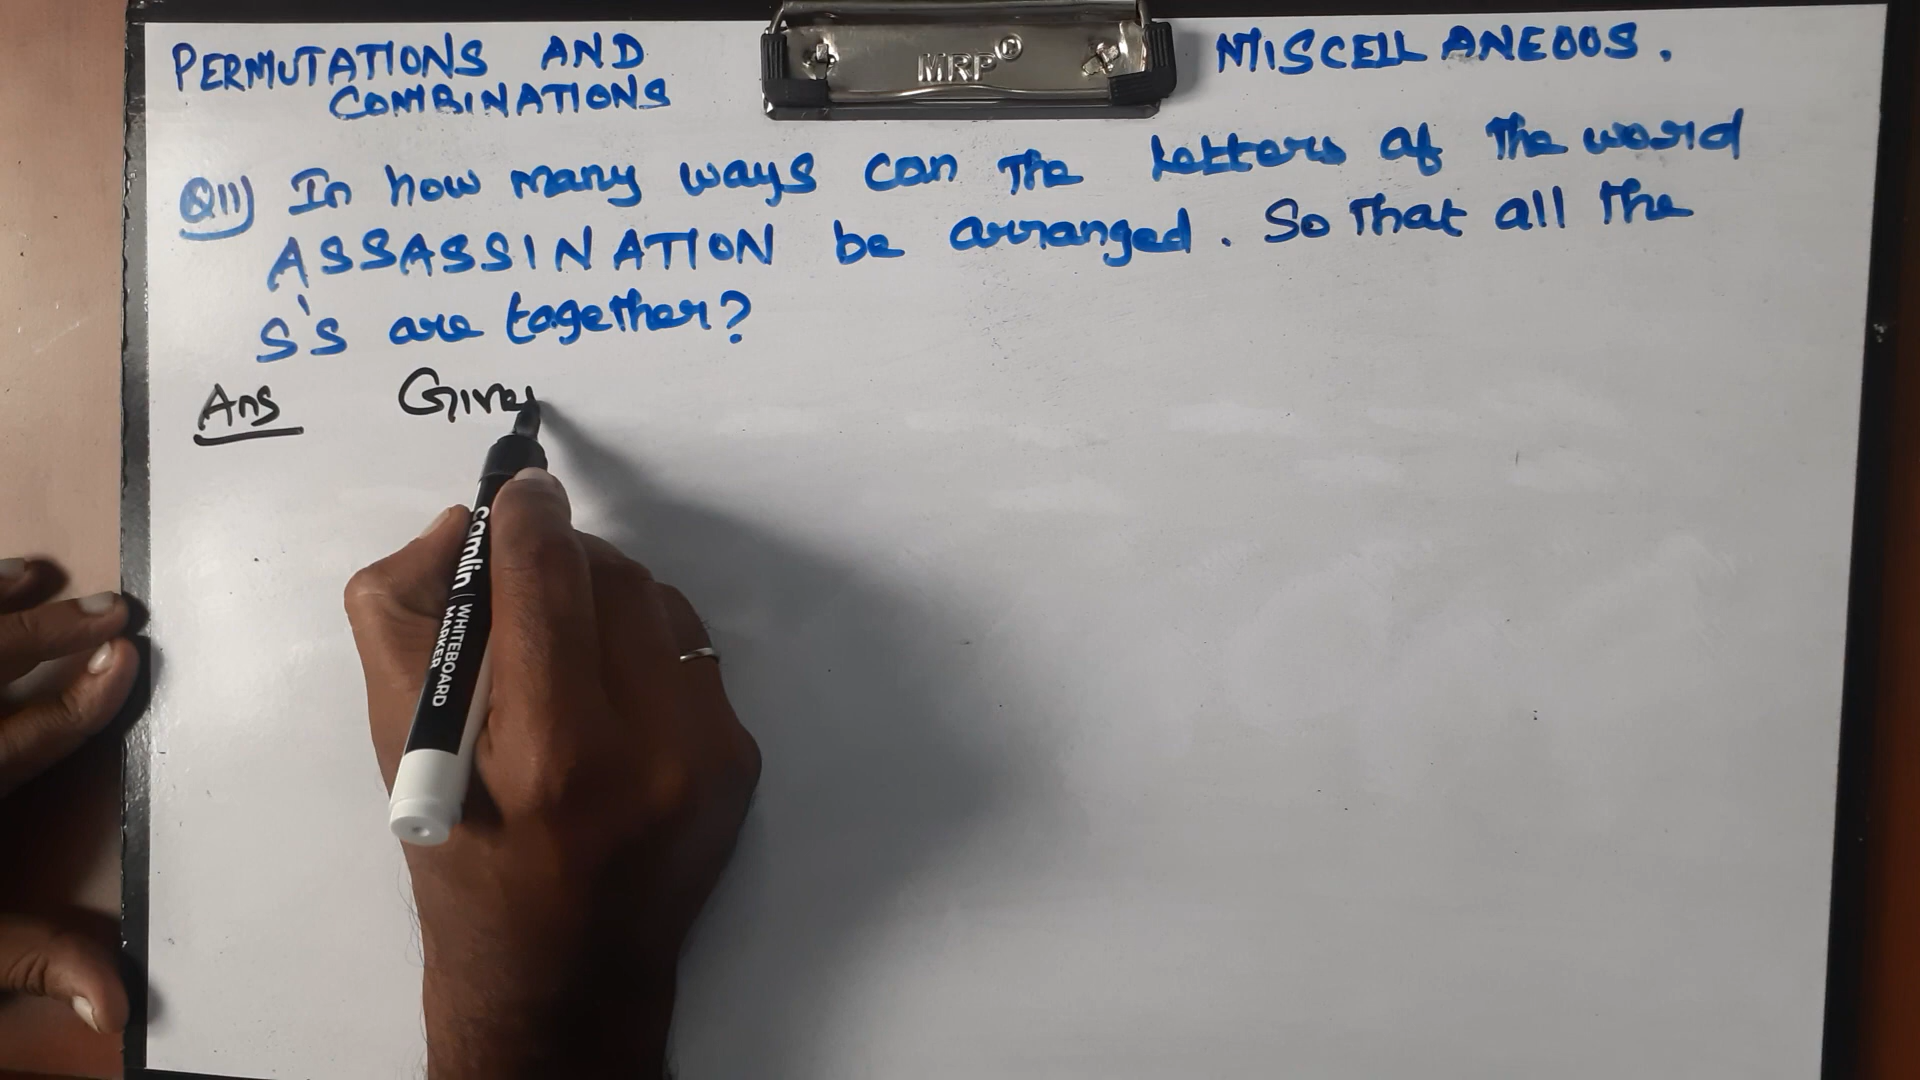 PERMUTATIONS AND
COMBINATIONS
MRP®
MISCELLANEOUS.
Q11) In how many ways can the letters of the word
ASSASSINATION be arranged. So that all the
S's are together?
Ans Given
camlin WHITEBOARD
MARKER